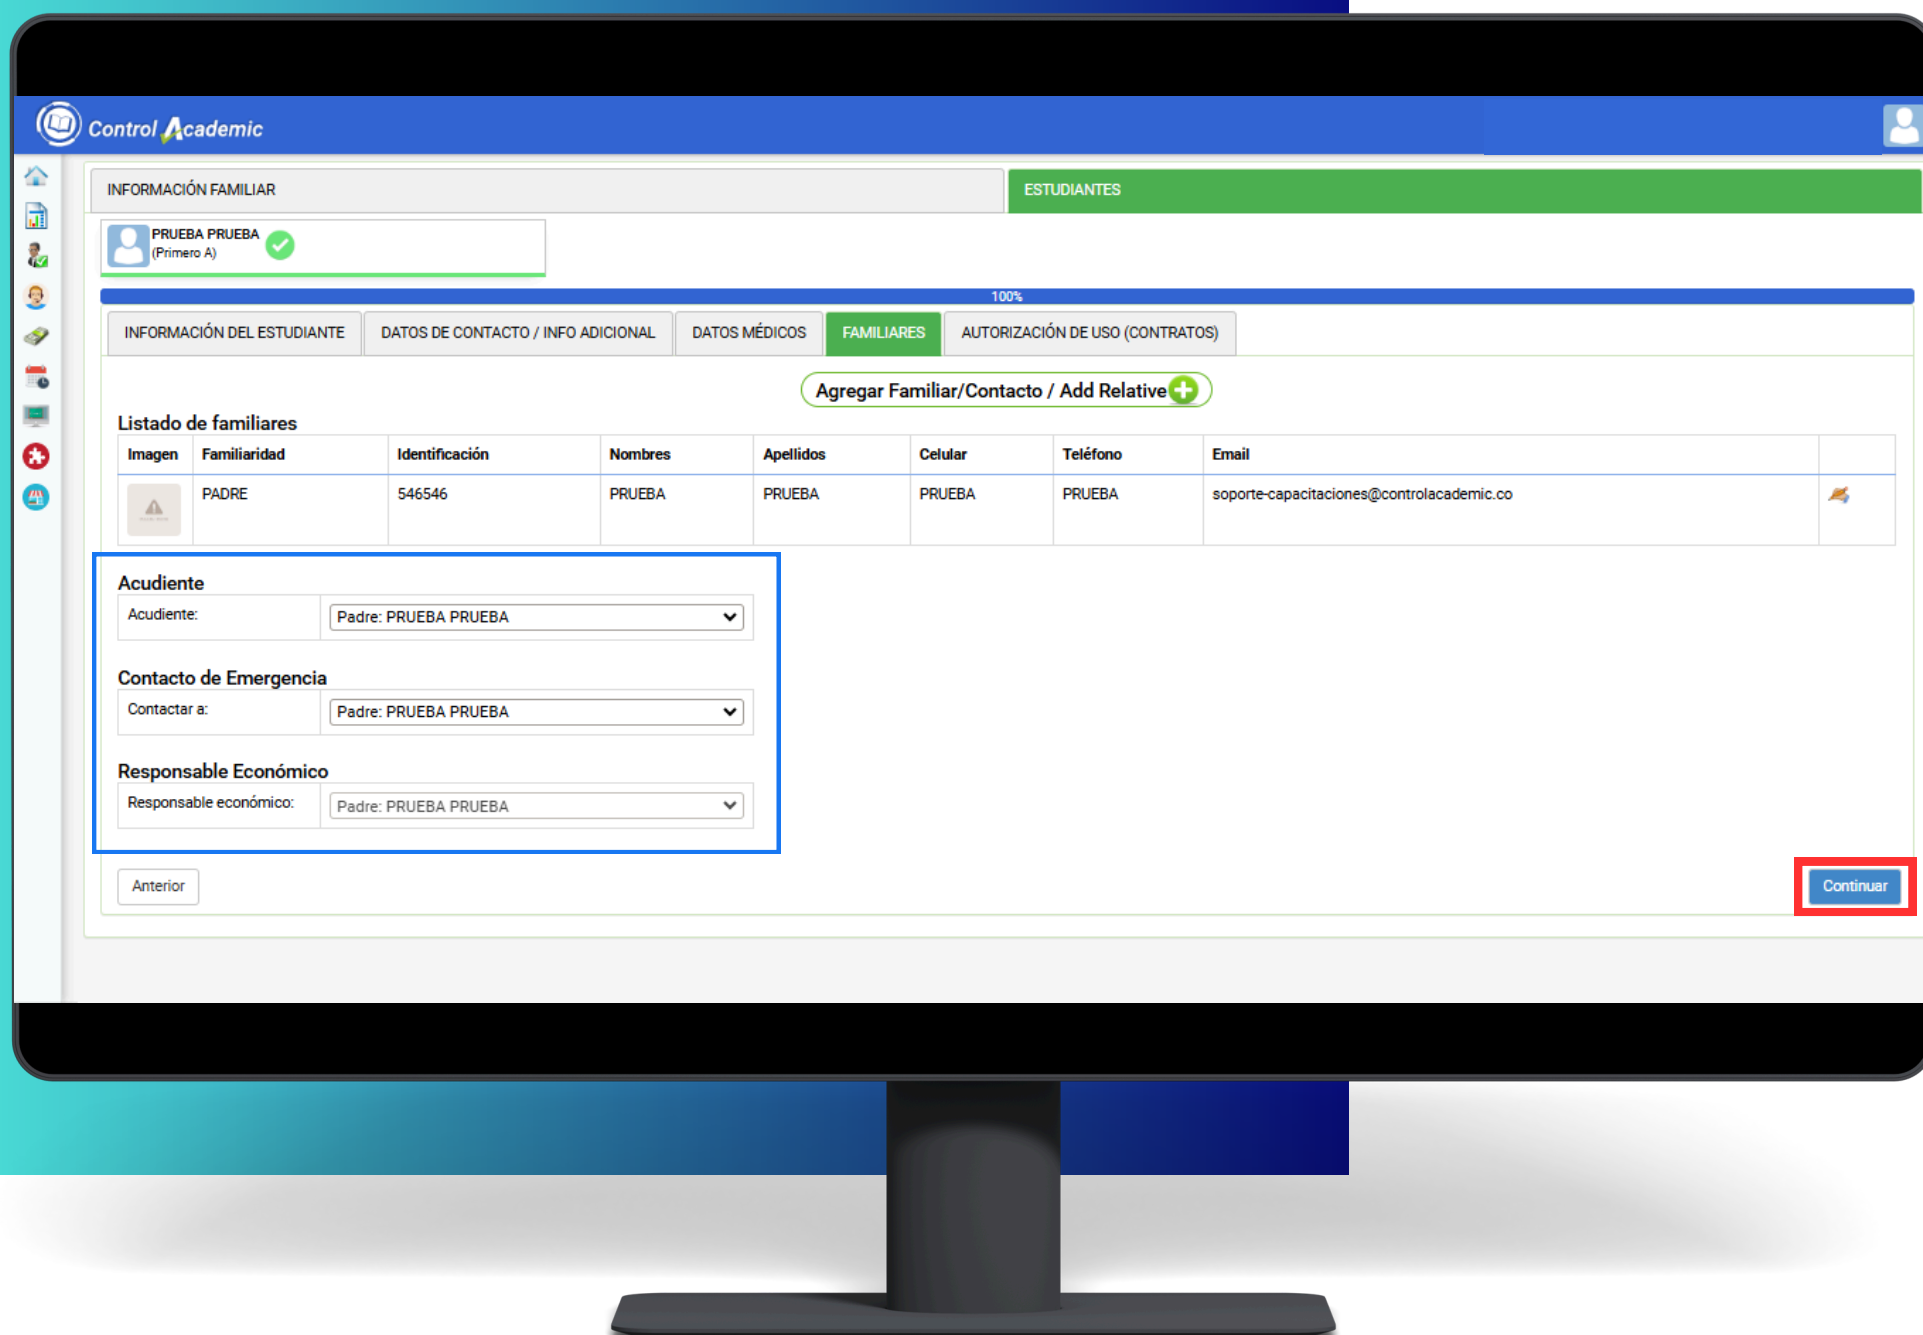 Control Academic
INFORMACIÓN FAMILIAR
ESTUDIANTES
PRUEBA PRUEBA
(Primero A)
100%
INFORMACIÓN DEL ESTUDIANTE
DATOS DE CONTACTO / INFO ADICIONAL
DATOS MÉDICOS
FAMILIARES
AUTORIZACIÓN DE USO (CONTRATOS)
Agregar Familiar/Contacto / Add Relative
Listado de familiares
Imagen Familiaridad Identificación Nombres Apellidos Celular Teléfono Email
PADRE 546546 PRUEBA PRUEBA PRUEBA PRUEBA soporte-capacitaciones@controlacademic.co
Acudiente
Acudiente: Padre: PRUEBA PRUEBA
Contacto de Emergencia
Contactar a: Padre: PRUEBA PRUEBA
Responsable Económico
Responsable económico: Padre: PRUEBA PRUEBA
Anterior
Continuar